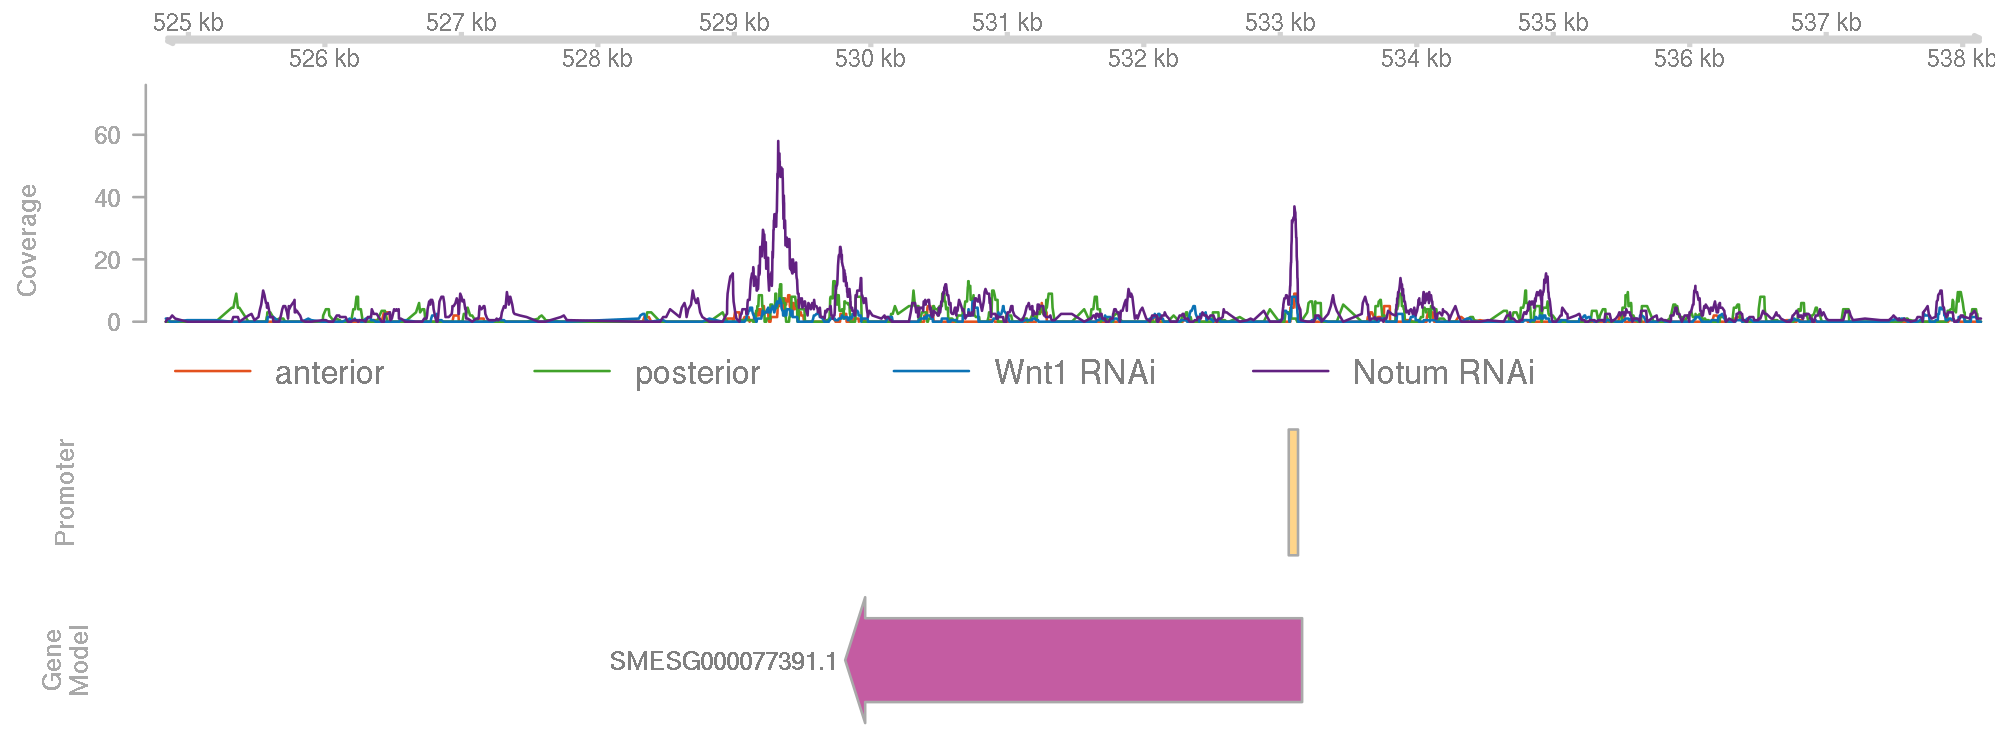 525 kb 527 kb 529 kb 531 kb 533 kb 535 kb 537 kb
526 kb 528 kb 530 kb 532 kb 534 kb 536 kb 538 kb
Coverage
60
40
20
0
anterior posterior Wnt1 RNAi Notum RNAi
Promoter
0
Gene
Model
SMESG000077391.1